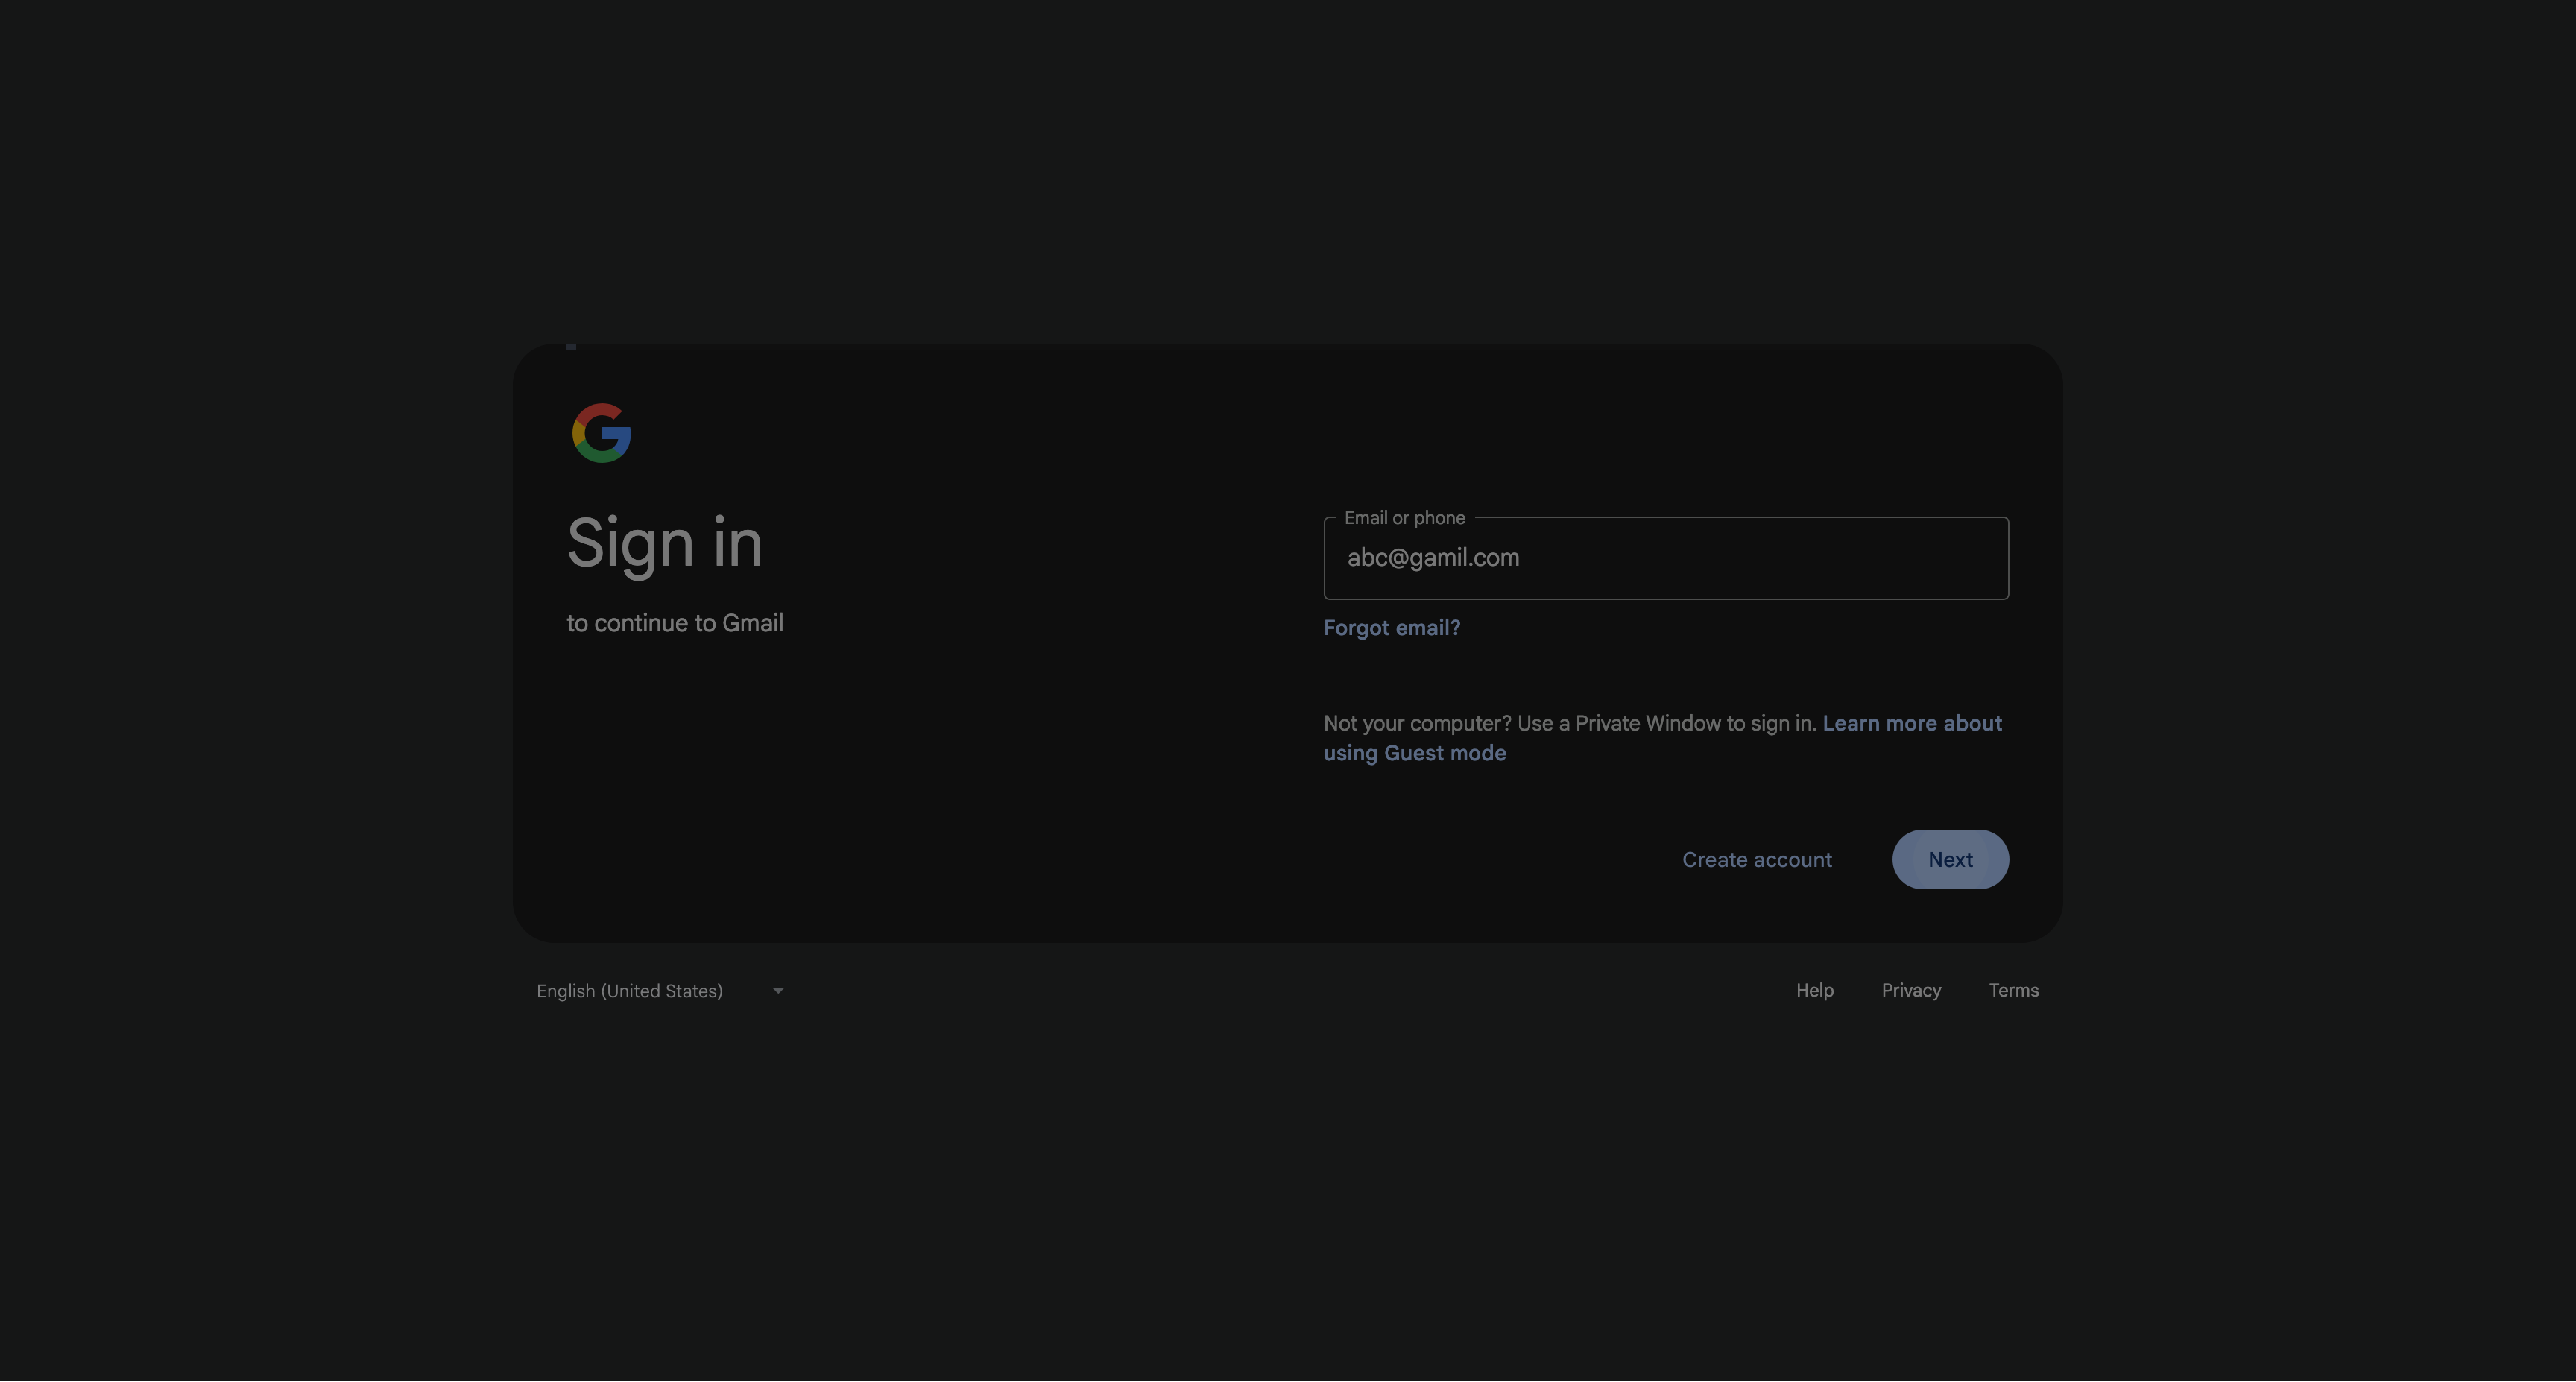 Sign in
to continue to Gmail
Email or phone
abc@gamil.com
Forgot email?
Not your computer? Use a Private Window to sign in. Learn more about
using Guest mode
Create account
Next
English (United States)
Help
Privacy
Terms